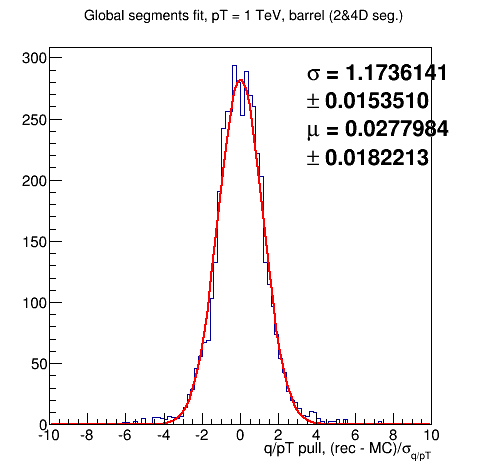 Global segments fit, pT = 1 TeV, barrel (2&4D seg.)
σ = 1.1736141
± 0.0153510
μ = 0.0277984
± 0.0182213
300
250
200
150
100
50
0
-10 -8 -6 -4 -2 0 2 4 6 8 10
q/pT pull, (rec - MC)/σq/pT